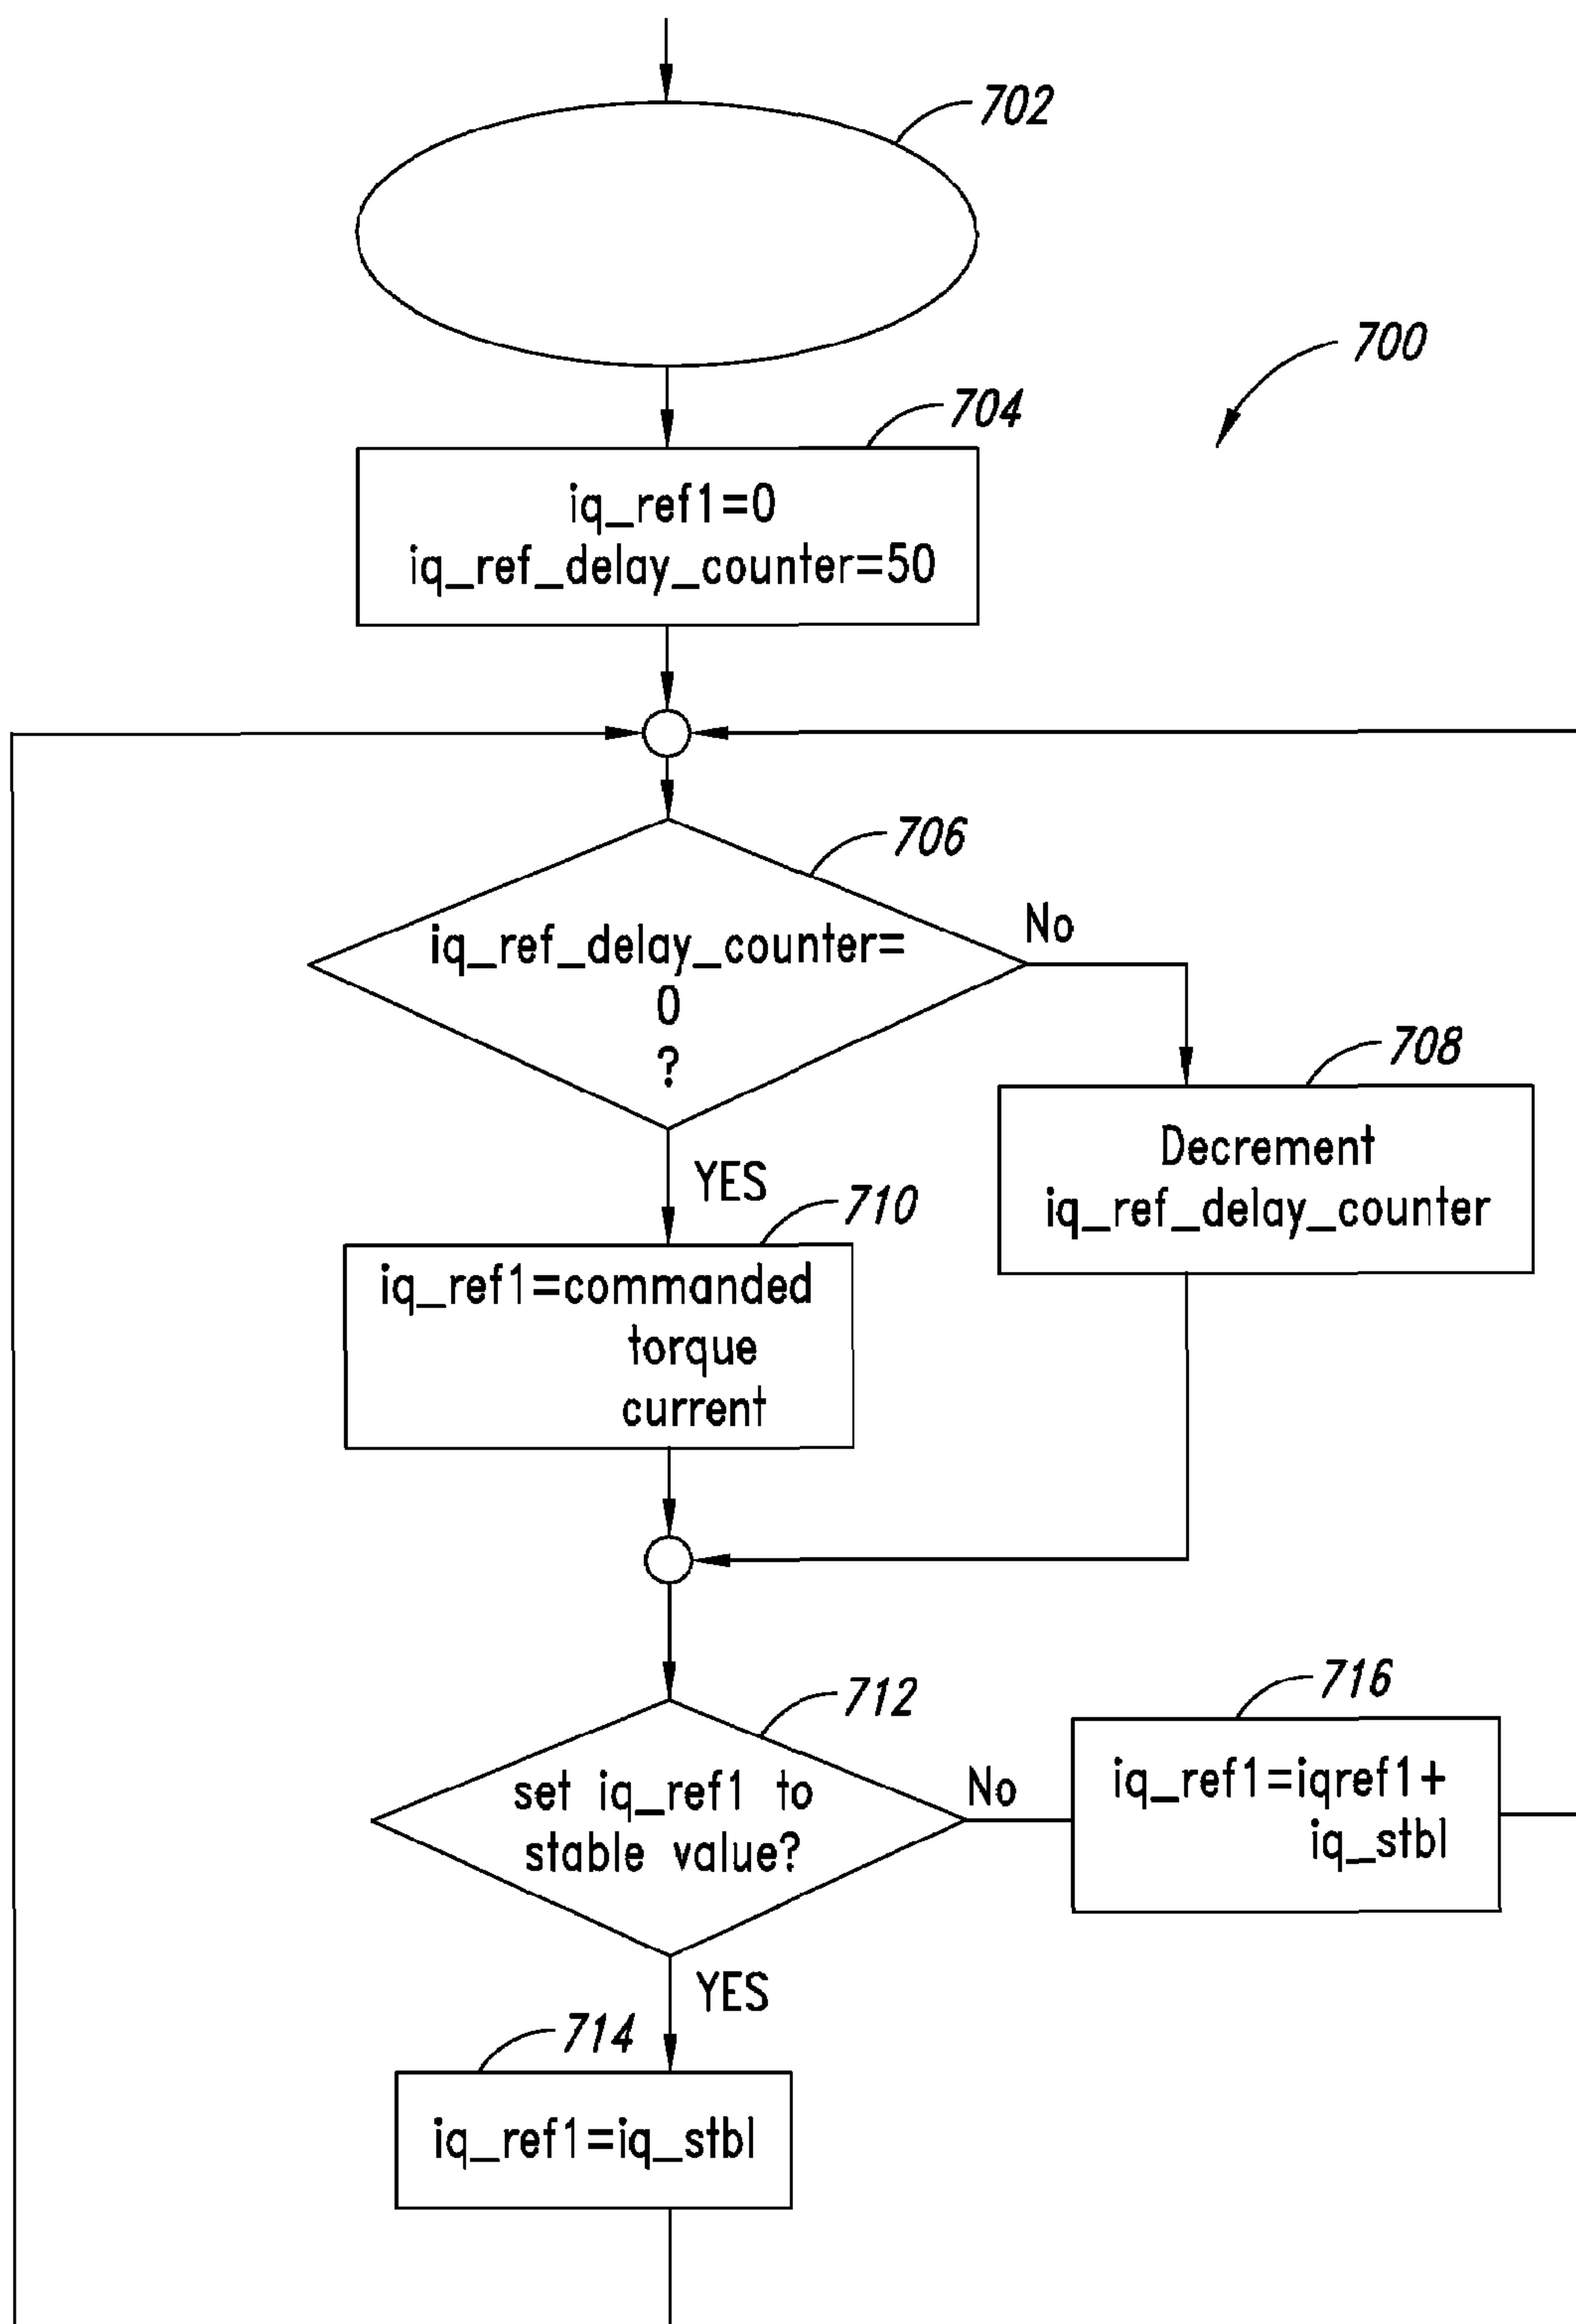 702
700
704
iq_ref1=0
iq_ref_delay_counter=50
706
iq_ref_delay_counter=
0
?
No
708
Decrement
iq_ref_delay_counter
YES
710
iq_ref1=commanded
torque
current
712
set iq_ref1 to
stable value?
No
716
iq_ref1=iqref1+
iq_stbl
YES
714
iq_ref1=iq_stbl